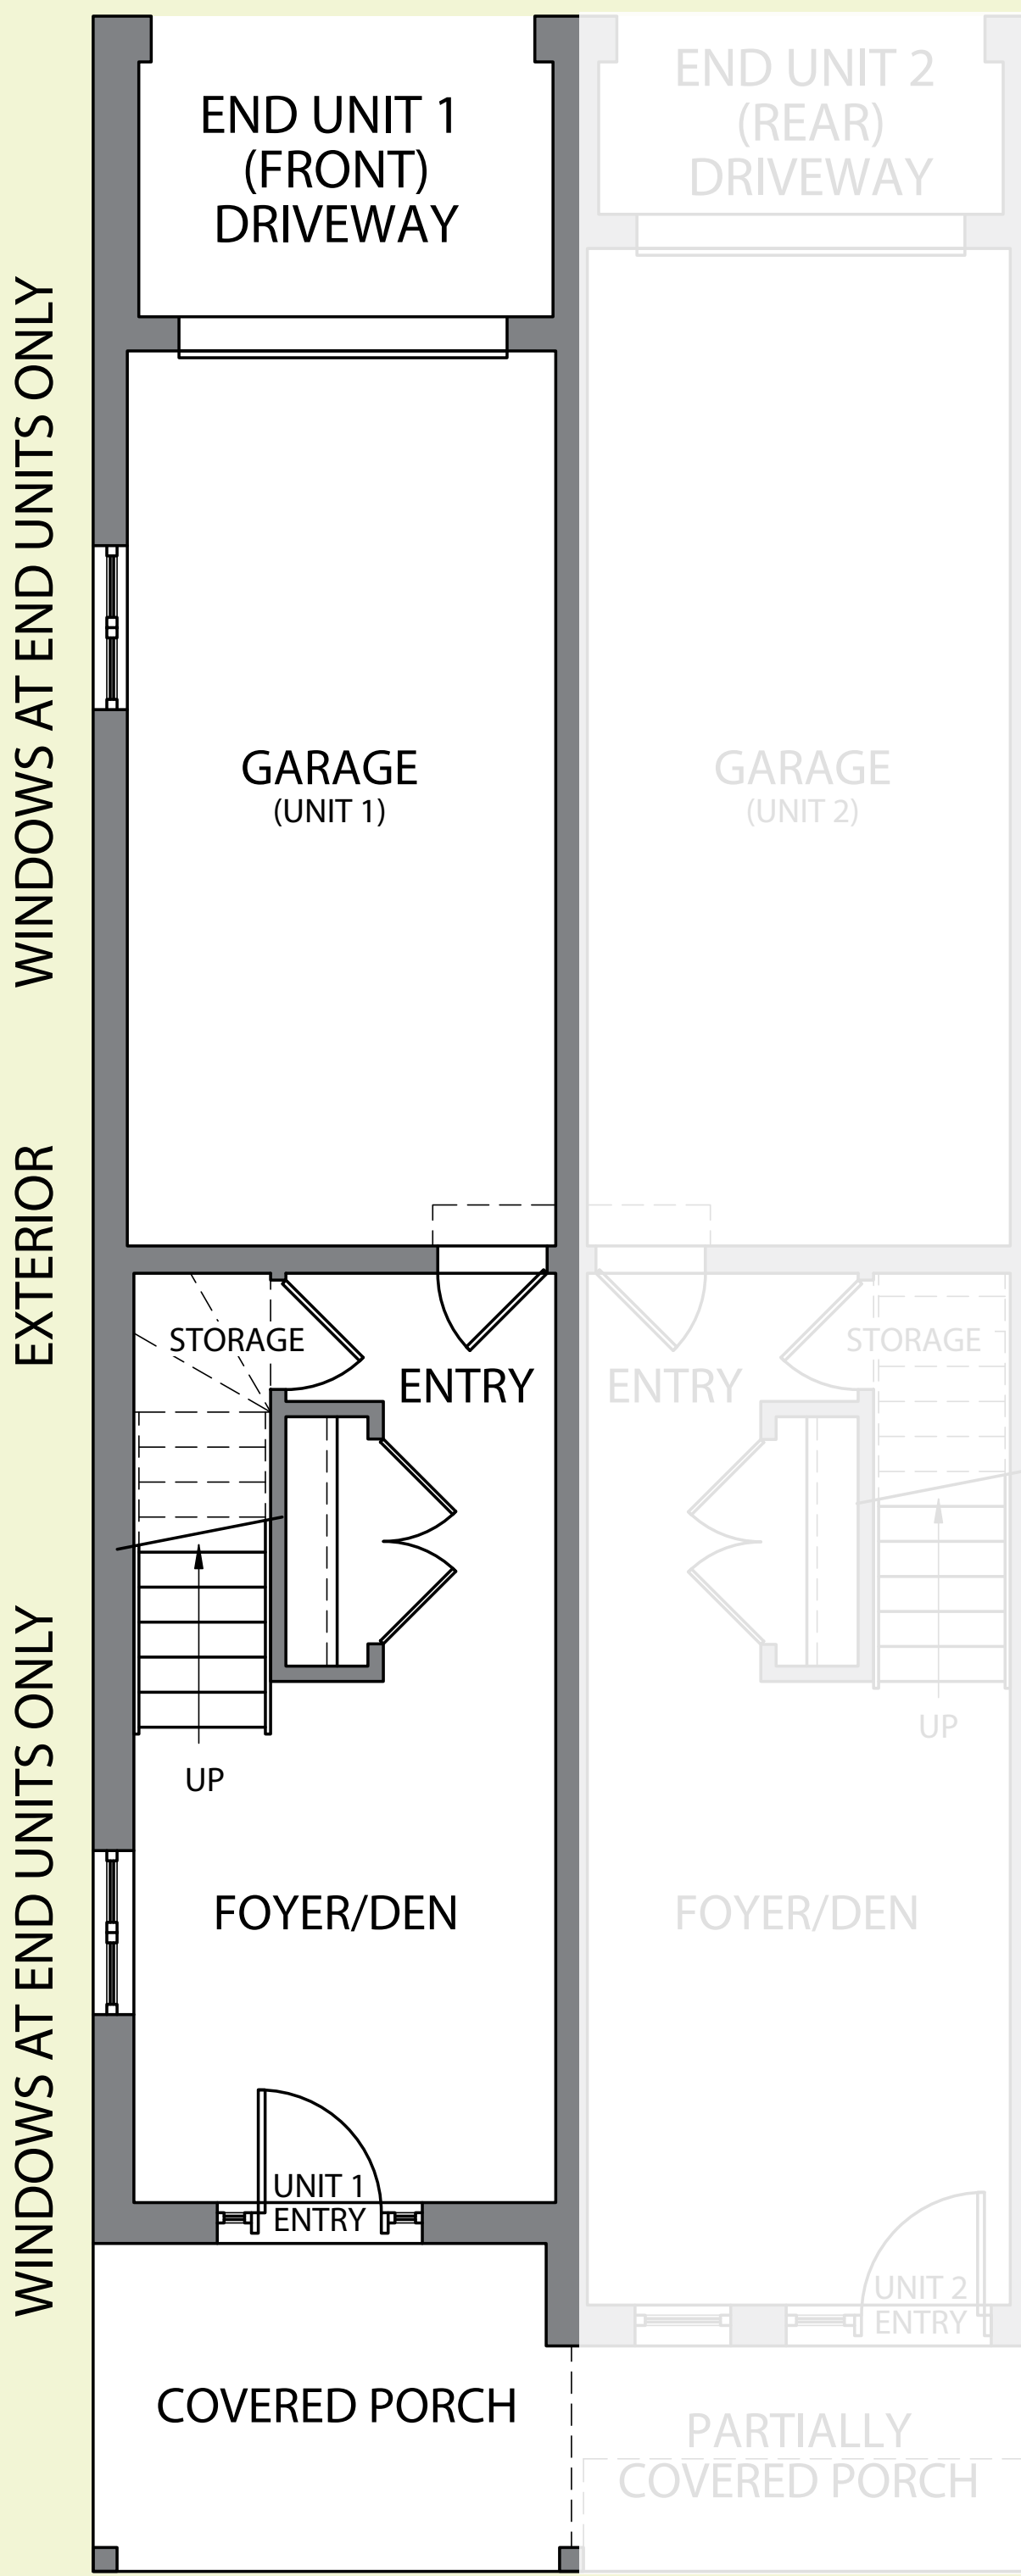 END UNIT 1
(FRONT)
DRIVEWAY
END UNIT 2
(REAR)
DRIVEWAY
WINDOWS AT END UNITS ONLY
GARAGE
(UNIT 1)
GARAGE
(UNIT 2)
EXTERIOR
STORAGE
ENTRY
ENTRY
STORAGE
WINDOWS AT END UNITS ONLY
UP
UP
FOYER/DEN
FOYER/DEN
UNIT 1
ENTRY
UNIT 2
ENTRY
COVERED PORCH
PARTIALLY
COVERED PORCH